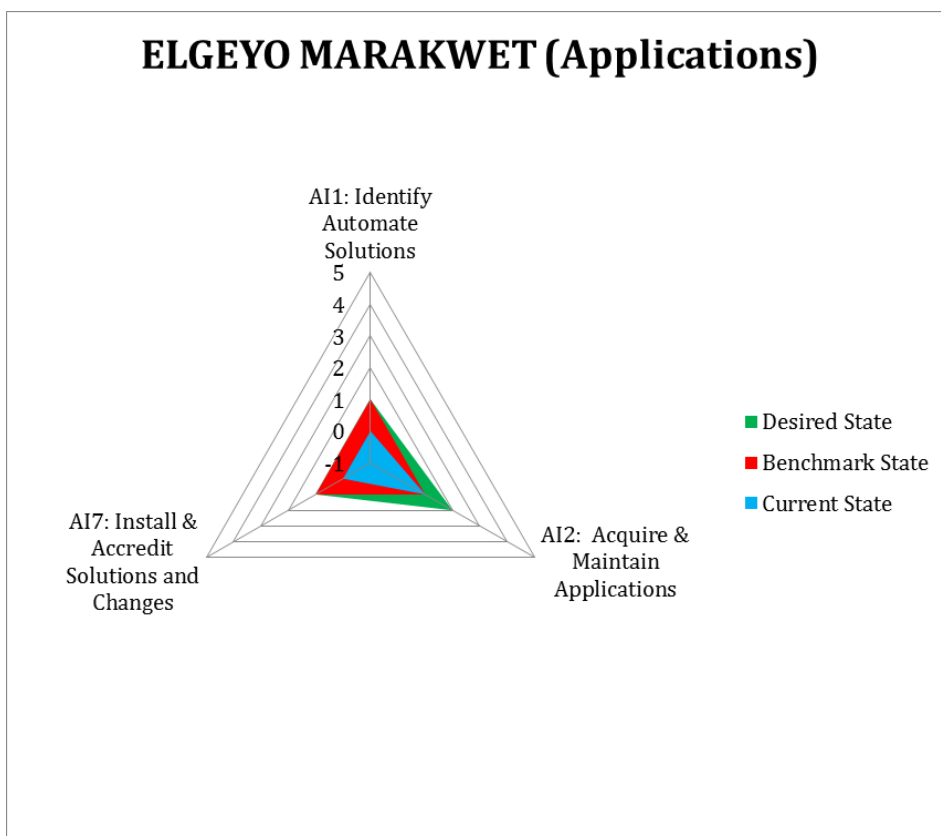 ELGEYO MARAKWET (Applications)
AI1: Identify
Automate
Solutions
5
4
3
2
1
0
-1
AI7: Install &
Accredit
Solutions and
Changes
AI2:  Acquire &
Maintain
Applications
Desired State
Benchmark State
Current State